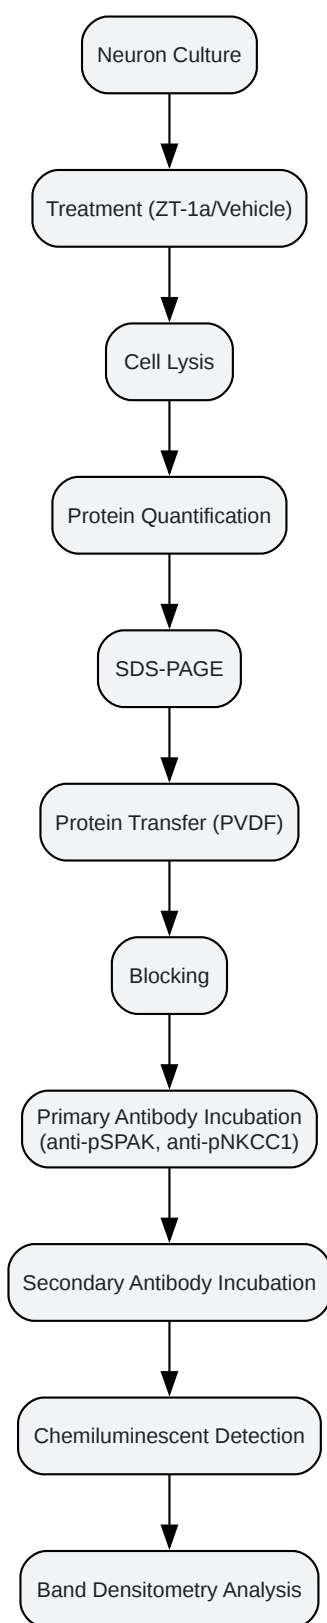 Neuron Culture
Treatment (ZT-1a/Vehicle)
Cell Lysis
Protein Quantification
SDS-PAGE
Protein Transfer (PVDF)
Blocking
Primary Antibody Incubation
(anti-pSPAK, anti-pNKCC1)
Secondary Antibody Incubation
Chemiluminescent Detection
Band Densitometry Analysis